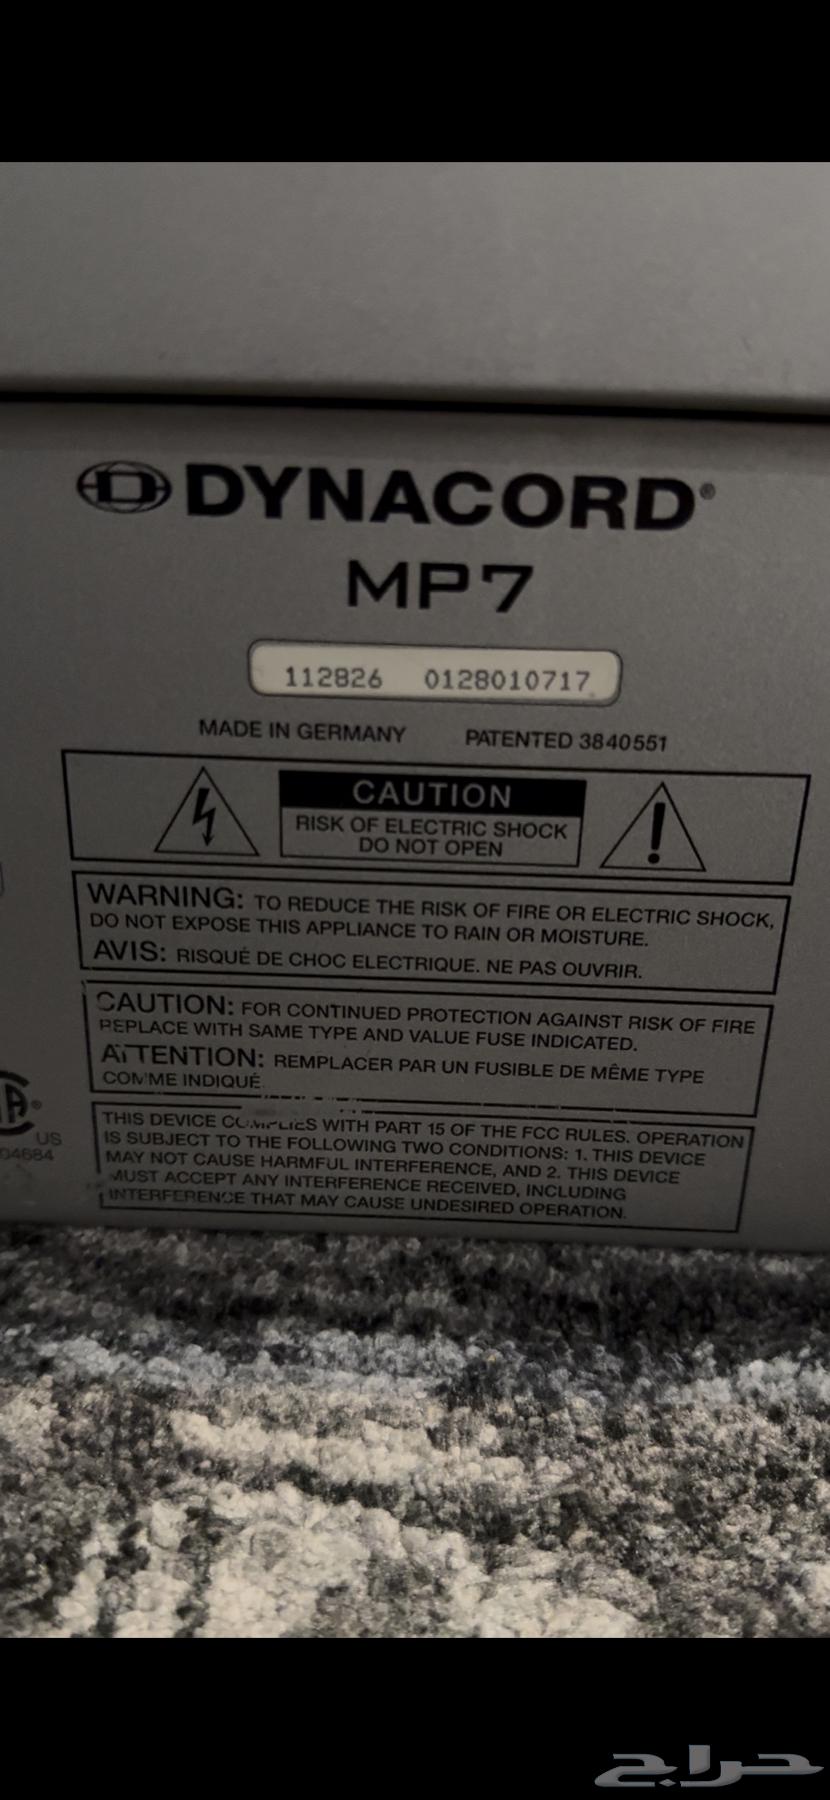 DYNACORD®
MP7
112826 0128010717
MADE IN GERMANY PATENTED 3840551
CAUTION
RISK OF ELECTRIC SHOCK
DO NOT OPEN
WARNING: TO REDUCE THE RISK OF FIRE OR ELECTRIC SHOCK,
DO NOT EXPOSE THIS APPLIANCE TO RAIN OR MOISTURE.
AVIS: RISQUÉ DE CHOC ELECTRIQUE. NE PAS OUVRIR.
CAUTION: FOR CONTINUED PROTECTION AGAINST RISK OF FIRE
REPLACE WITH SAME TYPE AND VALUE FUSE INDICATED.
ATTENTION: REMPLACER PAR UN FUSIBLE DE MÊME TYPE
COMME INDIQUÉ
THIS DEVICE COMPLIES WITH PART 15 OF THE FCC RULES. OPERATION
IS SUBJECT TO THE FOLLOWING TWO CONDITIONS: 1. THIS DEVICE
MAY NOT CAUSE HARMFUL INTERFERENCE, AND 2. THIS DEVICE
MUST ACCEPT ANY INTERFERENCE RECEIVED, INCLUDING
INTERFERENCE THAT MAY CAUSE UNDESIRED OPERATION.
US
04684
حراج